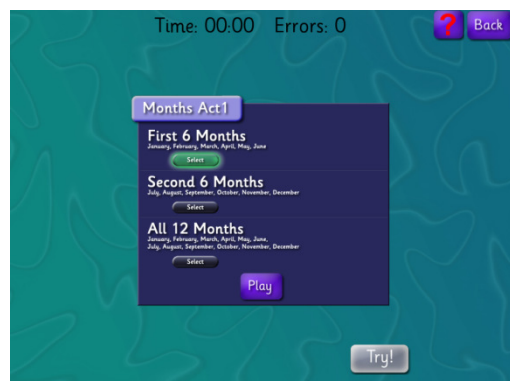 Time: 00:00 Errors: 0
?
Back
Months Act1
First 6 Months
January, February, March, April, May, June
Select
Second 6 Months
July, August, September, October, November, December
Select
All 12 Months
January, February, March, April, May, June,
July, August, September, October, November, December
Select
Play
Try!